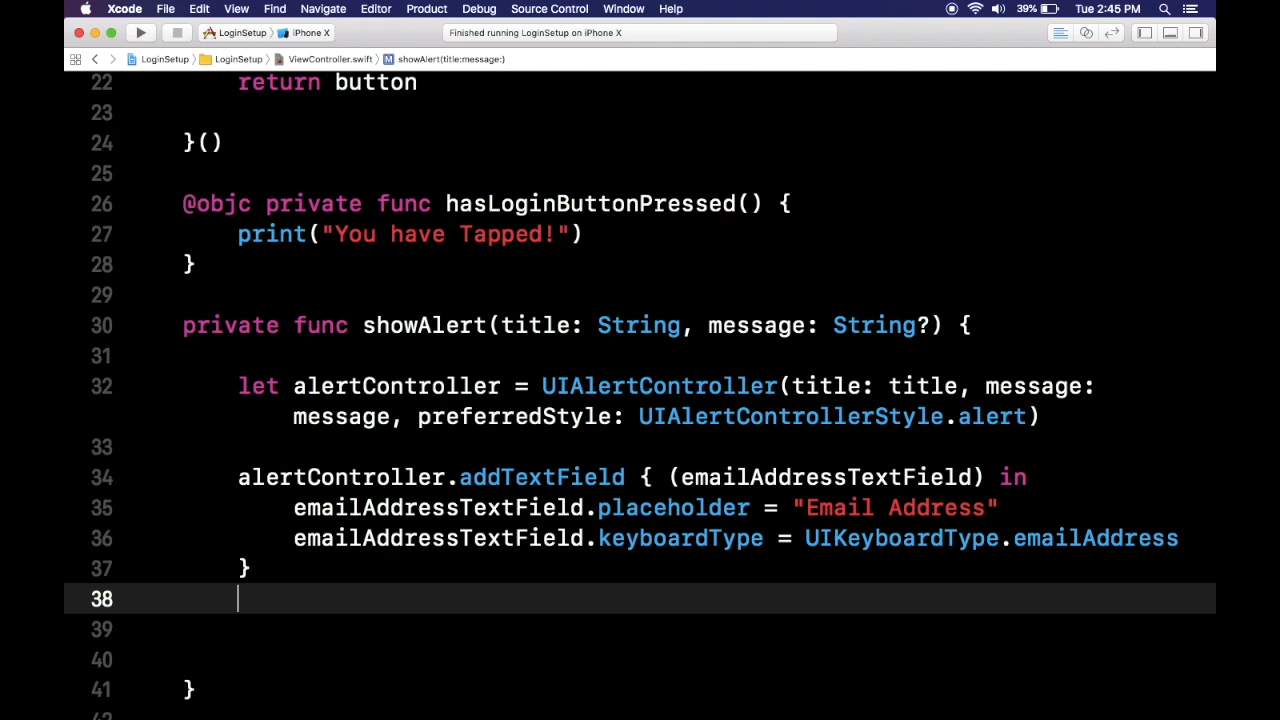 Xcode File Edit View Find Navigate Editor Product Debug Source Control Window Help 39% Tue 2:45 PM
LoginSetup iPhone X Finished running LoginSetup on iPhone X
LoginSetup LoginSetup ViewController.swift M showAlert(title:message:)
22 return button
23
24 }()
25
26 @objc private func hasLoginButtonPressed() {
27 print("You have Tapped!")
28 }
29
30 private func showAlert(title: String, message: String?) {
31
32 let alertController = UIAlertController(title: title, message:
message, preferredStyle: UIAlertControllerStyle.alert)
33
34 alertController.addTextField { (emailAddressTextField) in
35 emailAddressTextField.placeholder = "Email Address"
36 emailAddressTextField.keyboardType = UIKeyboardType.emailAddress
37 }
38
39
40
41 }
42